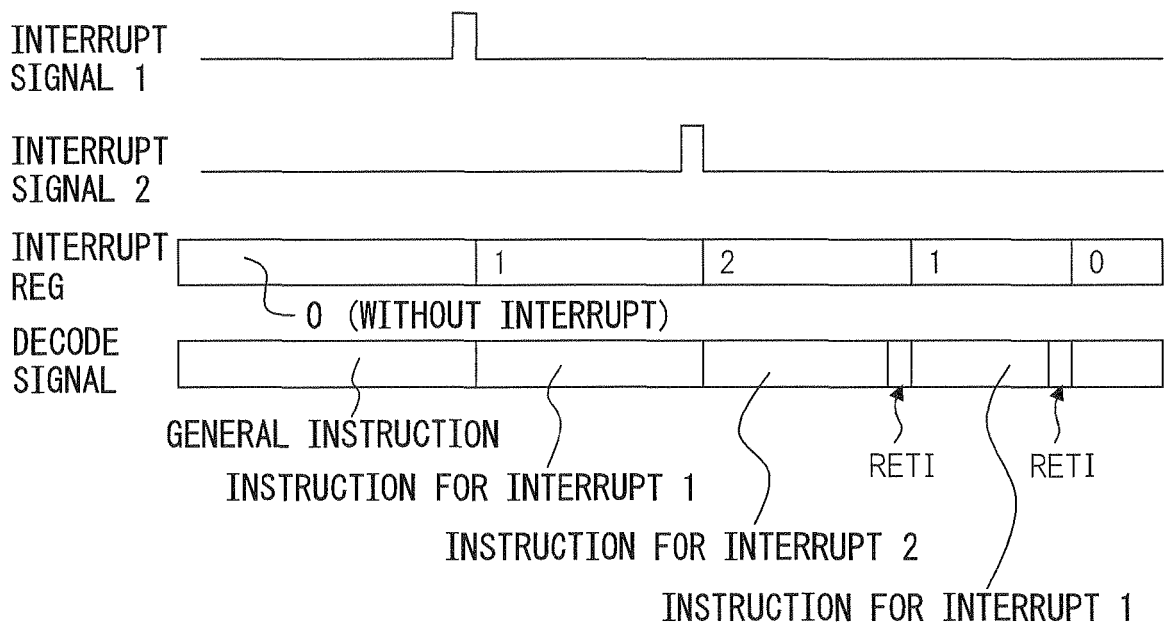 INTERRUPT
SIGNAL 1
INTERRUPT
SIGNAL 2
INTERRUPT
REG
1
2
1
0
0 (WITHOUT INTERRUPT)
DECODE
SIGNAL
GENERAL INSTRUCTION
RETI
RETI
INSTRUCTION FOR INTERRUPT 1
INSTRUCTION FOR INTERRUPT 2
INSTRUCTION FOR INTERRUPT 1